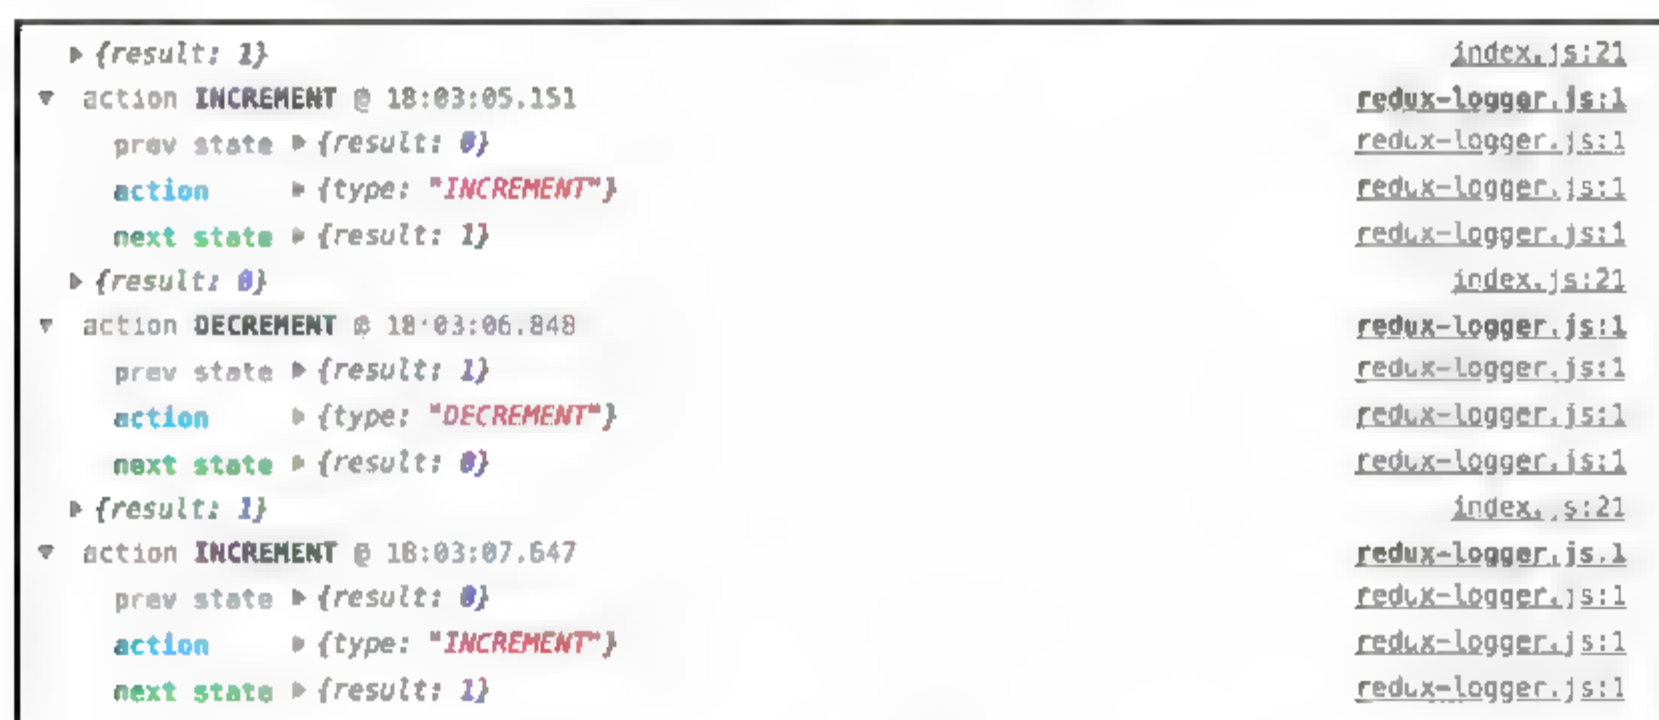 ▶ {result: 1} index.js:21
▼ action INCREMENT @ 18:03:05.151 redux-logger.js:1
prev state ▶ {result: 0} redux-logger.js:1
action ▶ {type: "INCREMENT"} redux-logger.js:1
next state ▶ {result: 1} redux-logger.js:1
▶ {result: 0} index.js:21
▼ action DECREMENT @ 18:03:06.848 redux-logger.js:1
prev state ▶ {result: 1} redux-logger.js:1
action ▶ {type: "DECREMENT"} redux-logger.js:1
next state ▶ {result: 0} redux-logger.js:1
▶ {result: 1} index.js:21
▼ action INCREMENT @ 18:03:07.647 redux-logger.js:1
prev state ▶ {result: 0} redux-logger.js:1
action ▶ {type: "INCREMENT"} redux-logger.js:1
next state ▶ {result: 1} redux-logger.js:1